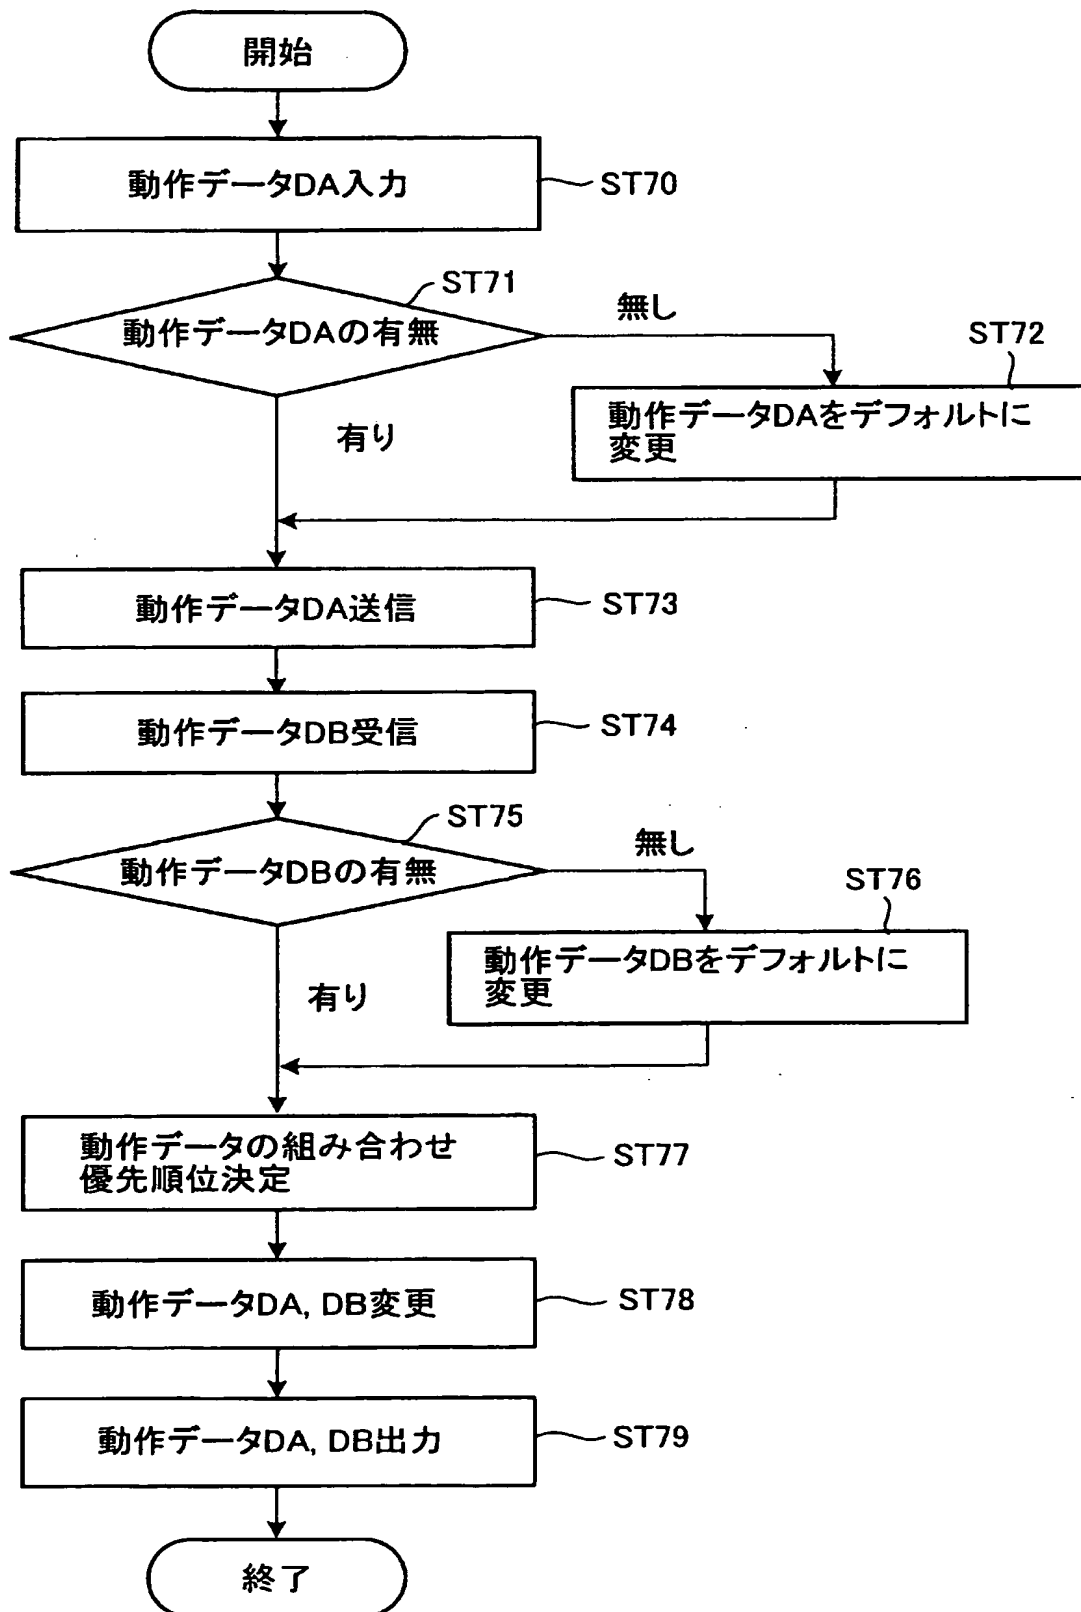 開始
動作データDA入力
ST70
ST71
動作データDAの有無
無し
ST72
動作データDAをデフォルトに
変更
有り
動作データDA送信
ST73
動作データDB受信
ST74
ST75
動作データDBの有無
無し
ST76
動作データDBをデフォルトに
変更
有り
動作データの組み合わせ
優先順位決定
ST77
動作データDA, DB変更
ST78
動作データDA, DB出力
ST79
終了